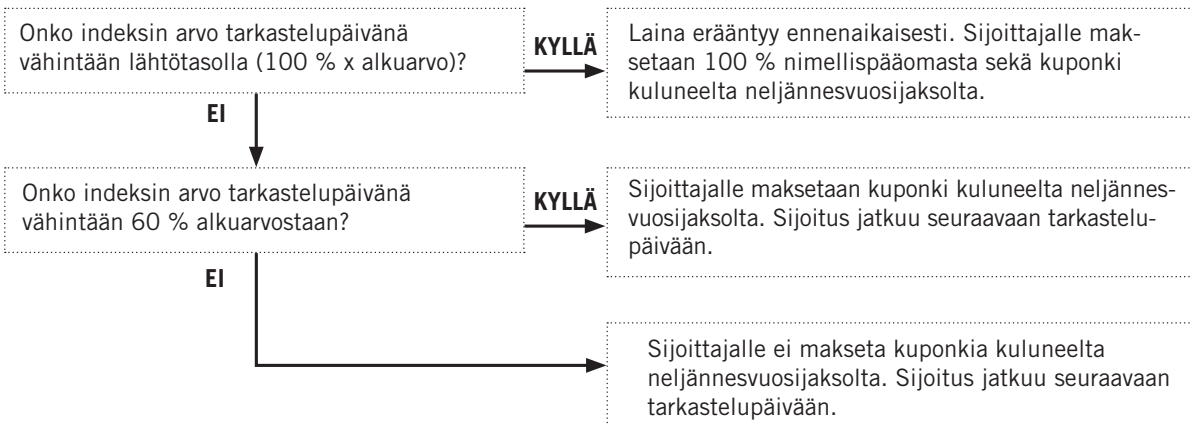 Onko indeksin arvo tarkastelupäivänä
vähintään lähtötasolla (100 % x alkuarvo)?
KYLLÄ
Laina erääntyy ennenaikaisesti. Sijoittajalle mak-
setaan 100 % nimellispääomasta sekä kuponki
kuluneelta neljännesvuosijaksolta.
EI
Onko indeksin arvo tarkastelupäivänä
vähintään 60 % alkuarvostaan?
KYLLÄ
Sijoittajalle maksetaan kuponki kuluneelta neljännes-
vuosijaksolta. Sijoitus jatkuu seuraavaan tarkastelu-
päivään.
EI
Sijoittajalle ei makseta kuponkia kuluneelta
neljännesvuosijaksolta. Sijoitus jatkuu seuraavaan
tarkastelupäivään.